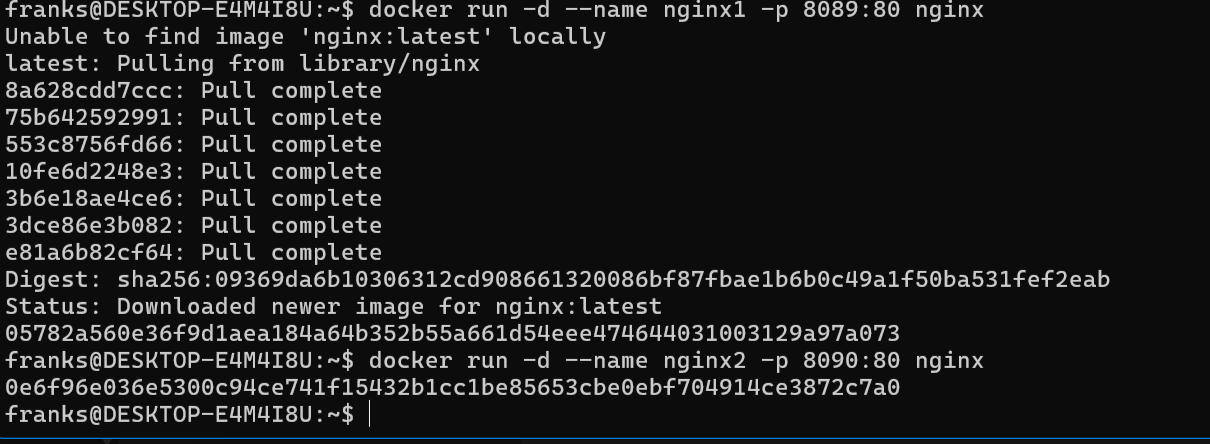 franks@DESKTOP-E4M4I8U:~$ docker run -d --name nginx1 -p 8089:80 nginx
Unable to find image 'nginx:latest' locally
latest: Pulling from library/nginx
8a628cdd7ccc: Pull complete
75b642592991: Pull complete
553c8756fd66: Pull complete
10fe6d2248e3: Pull complete
3b6e18ae4ce6: Pull complete
3dce86e3b082: Pull complete
e81a6b82cf64: Pull complete
Digest: sha256:09369da6b10306312cd908661320086bf87fbae1b6b0c49a1f50ba531fef2eab
Status: Downloaded newer image for nginx:latest
05782a560e36f9d1aea184a64b352b55a661d54eee474644031003129a97a073
franks@DESKTOP-E4M4I8U:~$ docker run -d --name nginx2 -p 8090:80 nginx
0e6f96e036e5300c94ce741f15432b1cc1be85653cbe0ebf704914ce3872c7a0
franks@DESKTOP-E4M4I8U:~$